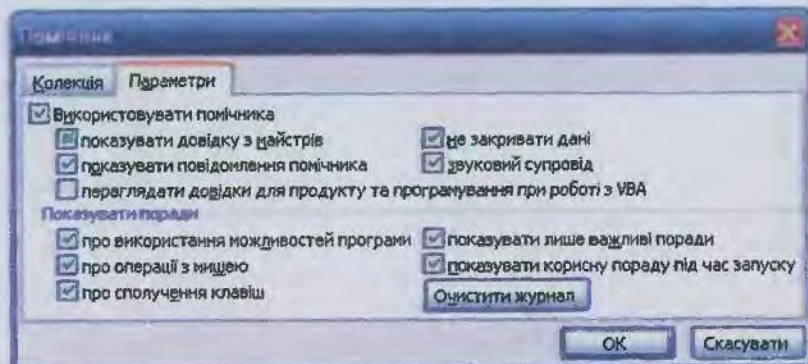 Помічник
Колекція Параметри
Використовувати помічника
показувати довідку з майстрів не закривати дані
показувати повідомлення помічника звуковий супровід
переглядати довідки для продукту та програмування при роботі з VBA
Показувати поради
про використання можливостей програми показувати лише важливі поради
про операції з мишею показувати корисну пораду під час запуску
про сполучення клавіш Очистити журнал
ОК Скасувати